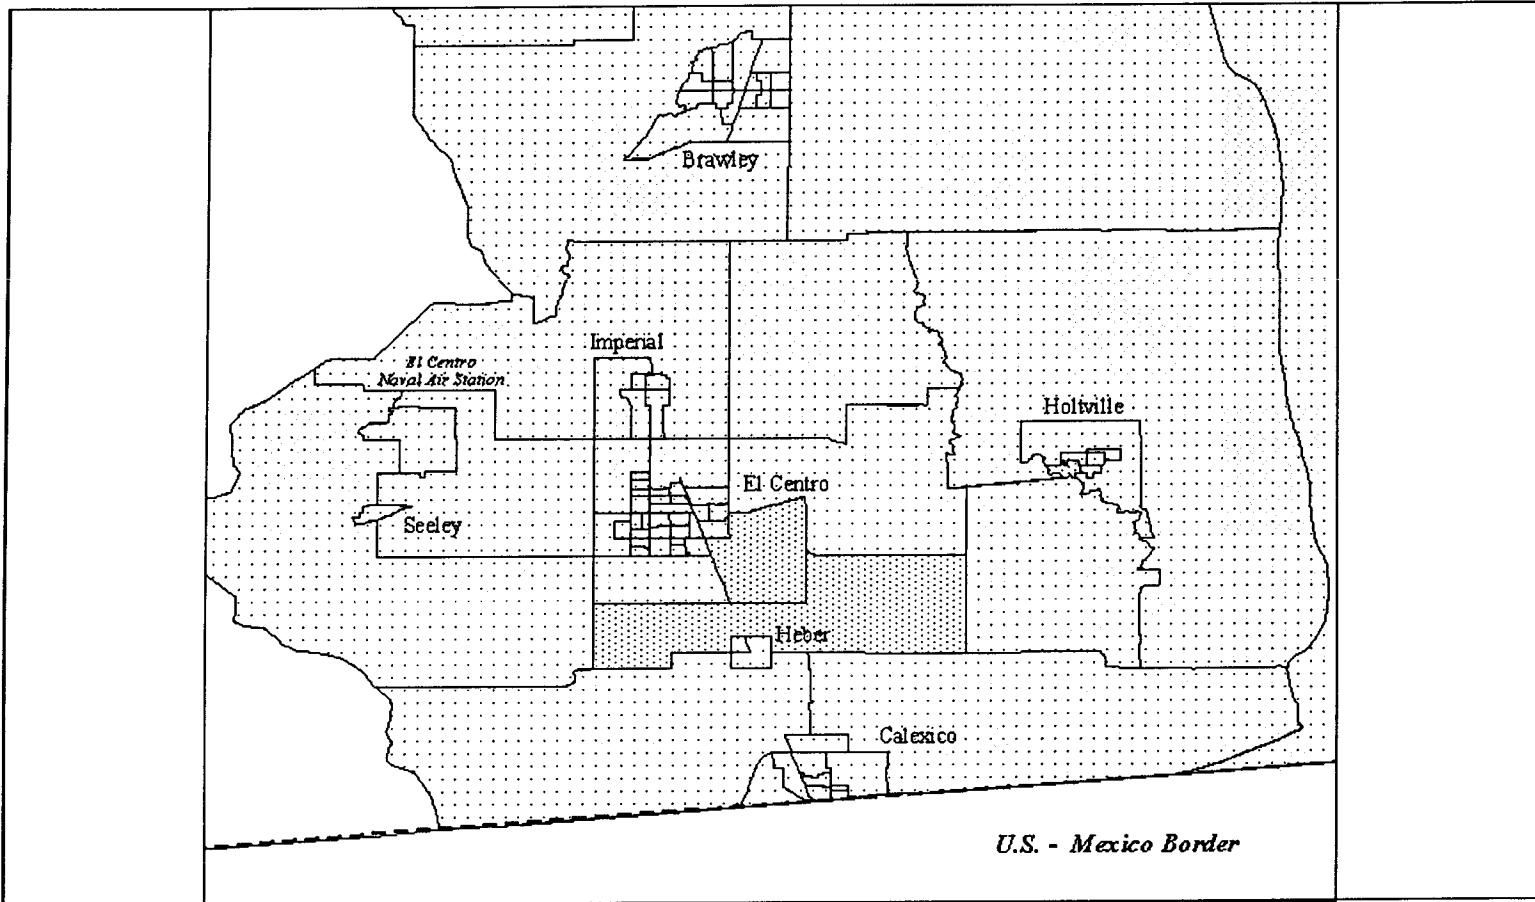 Brawley
Imperial
El Centro
Naval Air Station
Holtville
El Centro
Seeley
Heber
Calexico
U.S. - Mexico Border